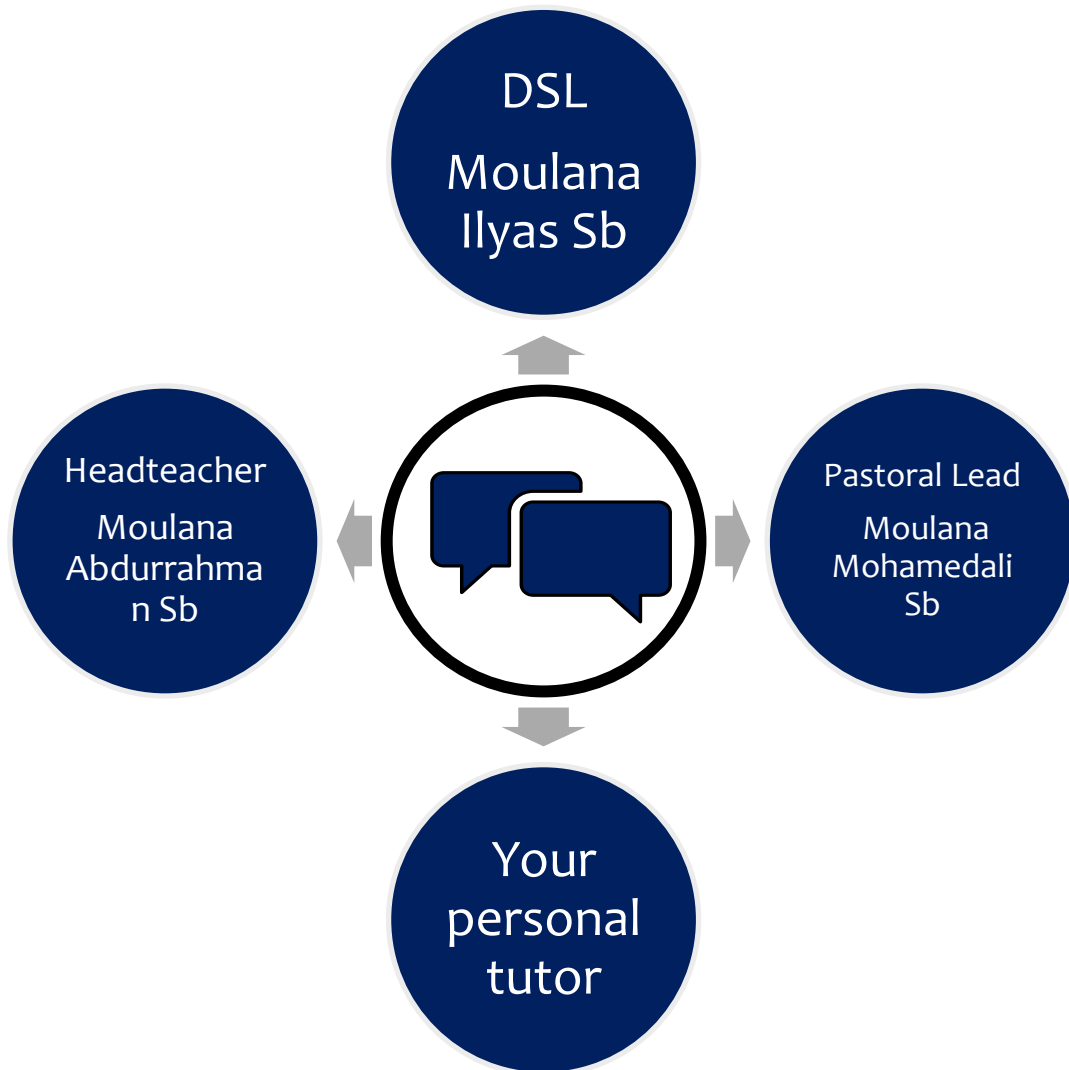 DSL
Moulana
Ilyas Sb
Headteacher
Moulana
Abdurrahma
n Sb
Pastoral Lead
Moulana
Mohamedali
Sb
Your
personal
tutor